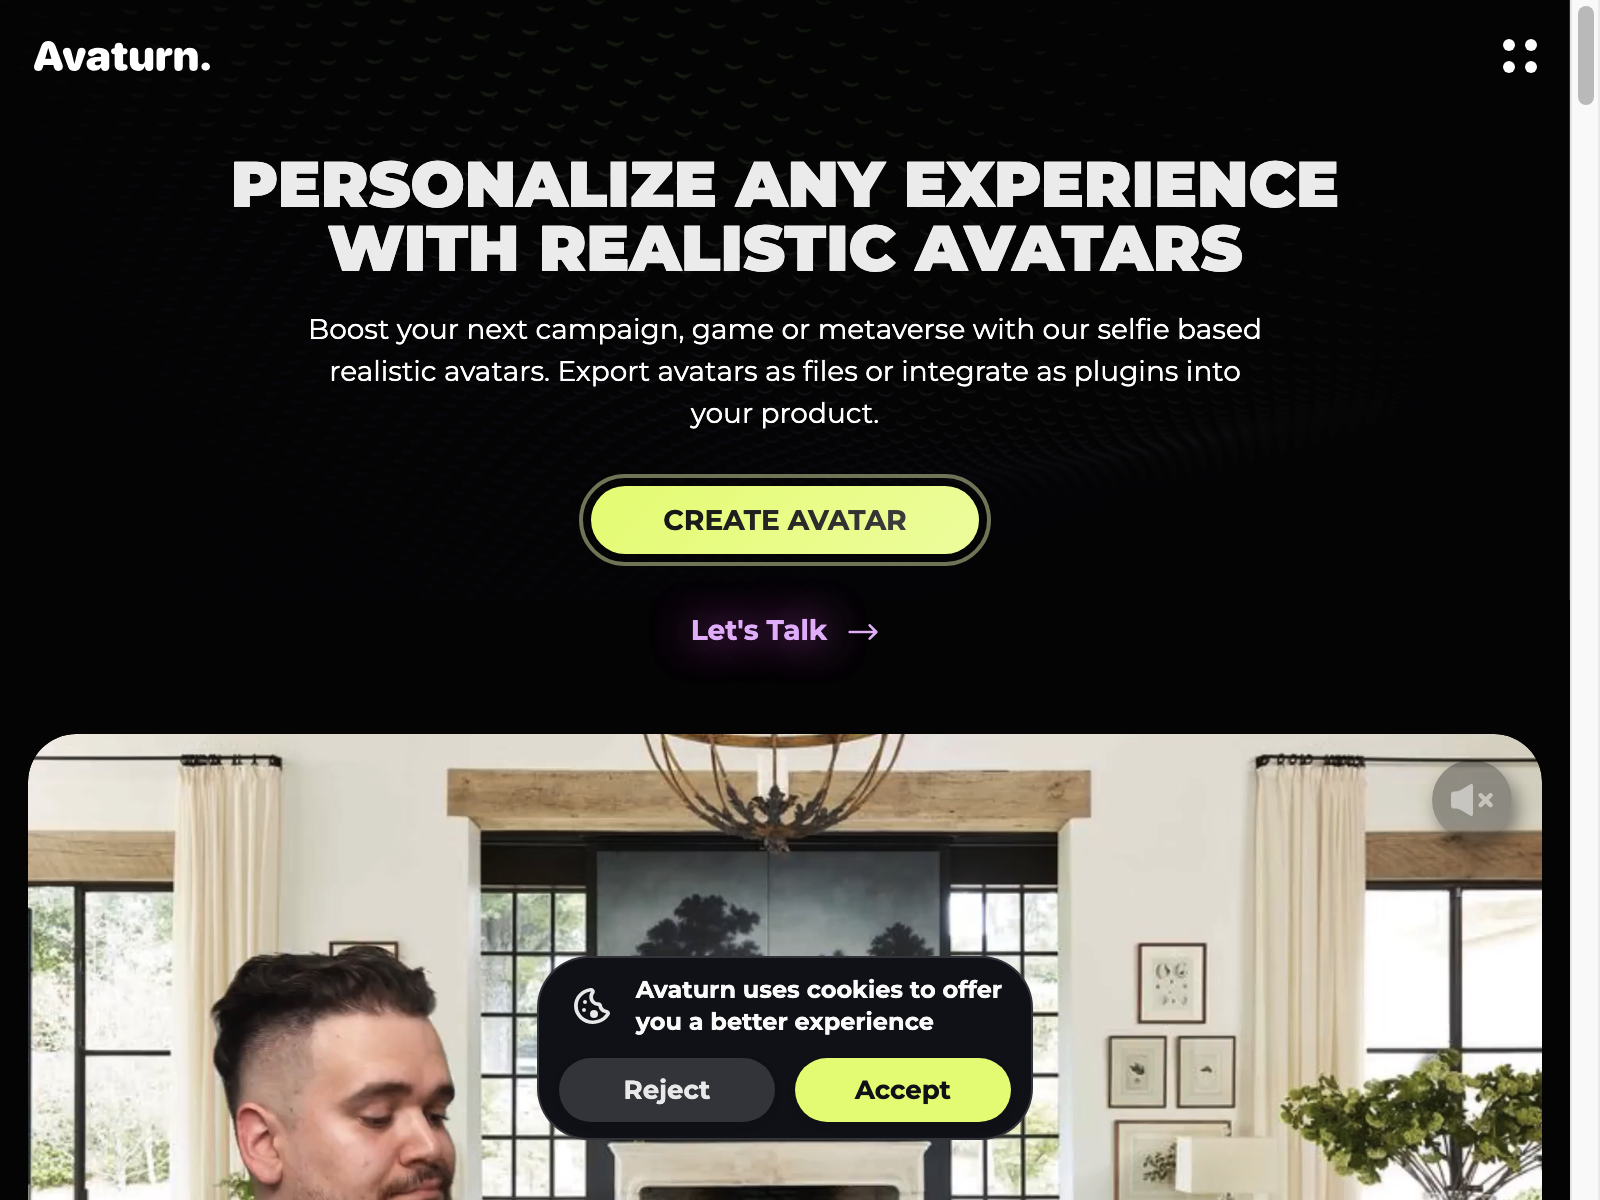 Avaturn.
PERSONALIZE ANY EXPERIENCE
WITH REALISTIC AVATARS
Boost your next campaign, game or metaverse with our selfie based
realistic avatars. Export avatars as files or integrate as plugins into
your product.
CREATE AVATAR
Let's Talk →
Avaturn uses cookies to offer
you a better experience
Reject
Accept